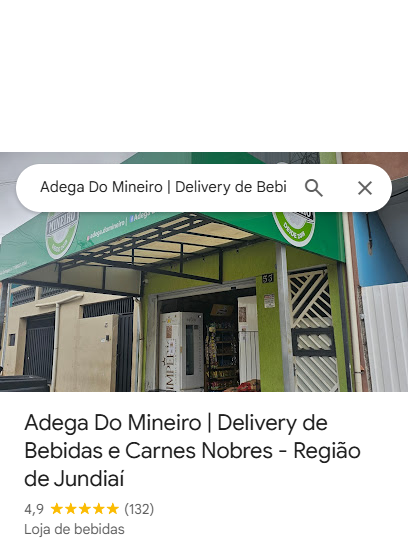 Adega Do Mineiro | Delivery de Bebi
MINEIRO
DESDE
adegadomineiro
53
Adega Do Mineiro | Delivery de
Bebidas e Carnes Nobres - Região
de Jundiaí
4,9 ★★★★★ (132)
Loja de bebidas